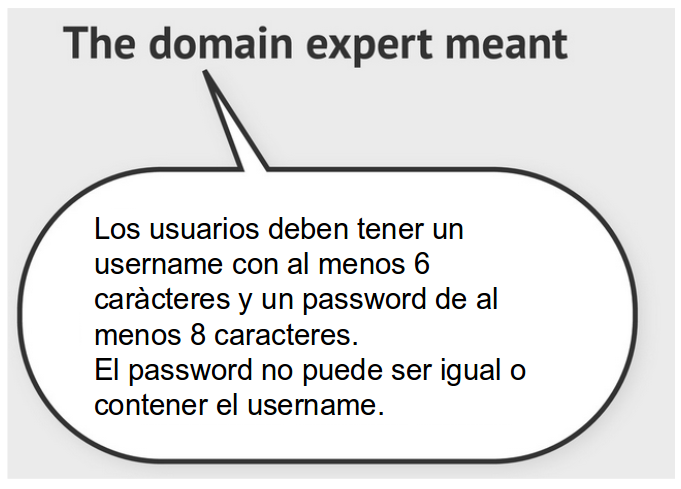 The domain expert meant
Los usuarios deben tener un
username con al menos 6
caràcteres y un password de al
menos 8 caracteres.
El password no puede ser igual o
contener el username.